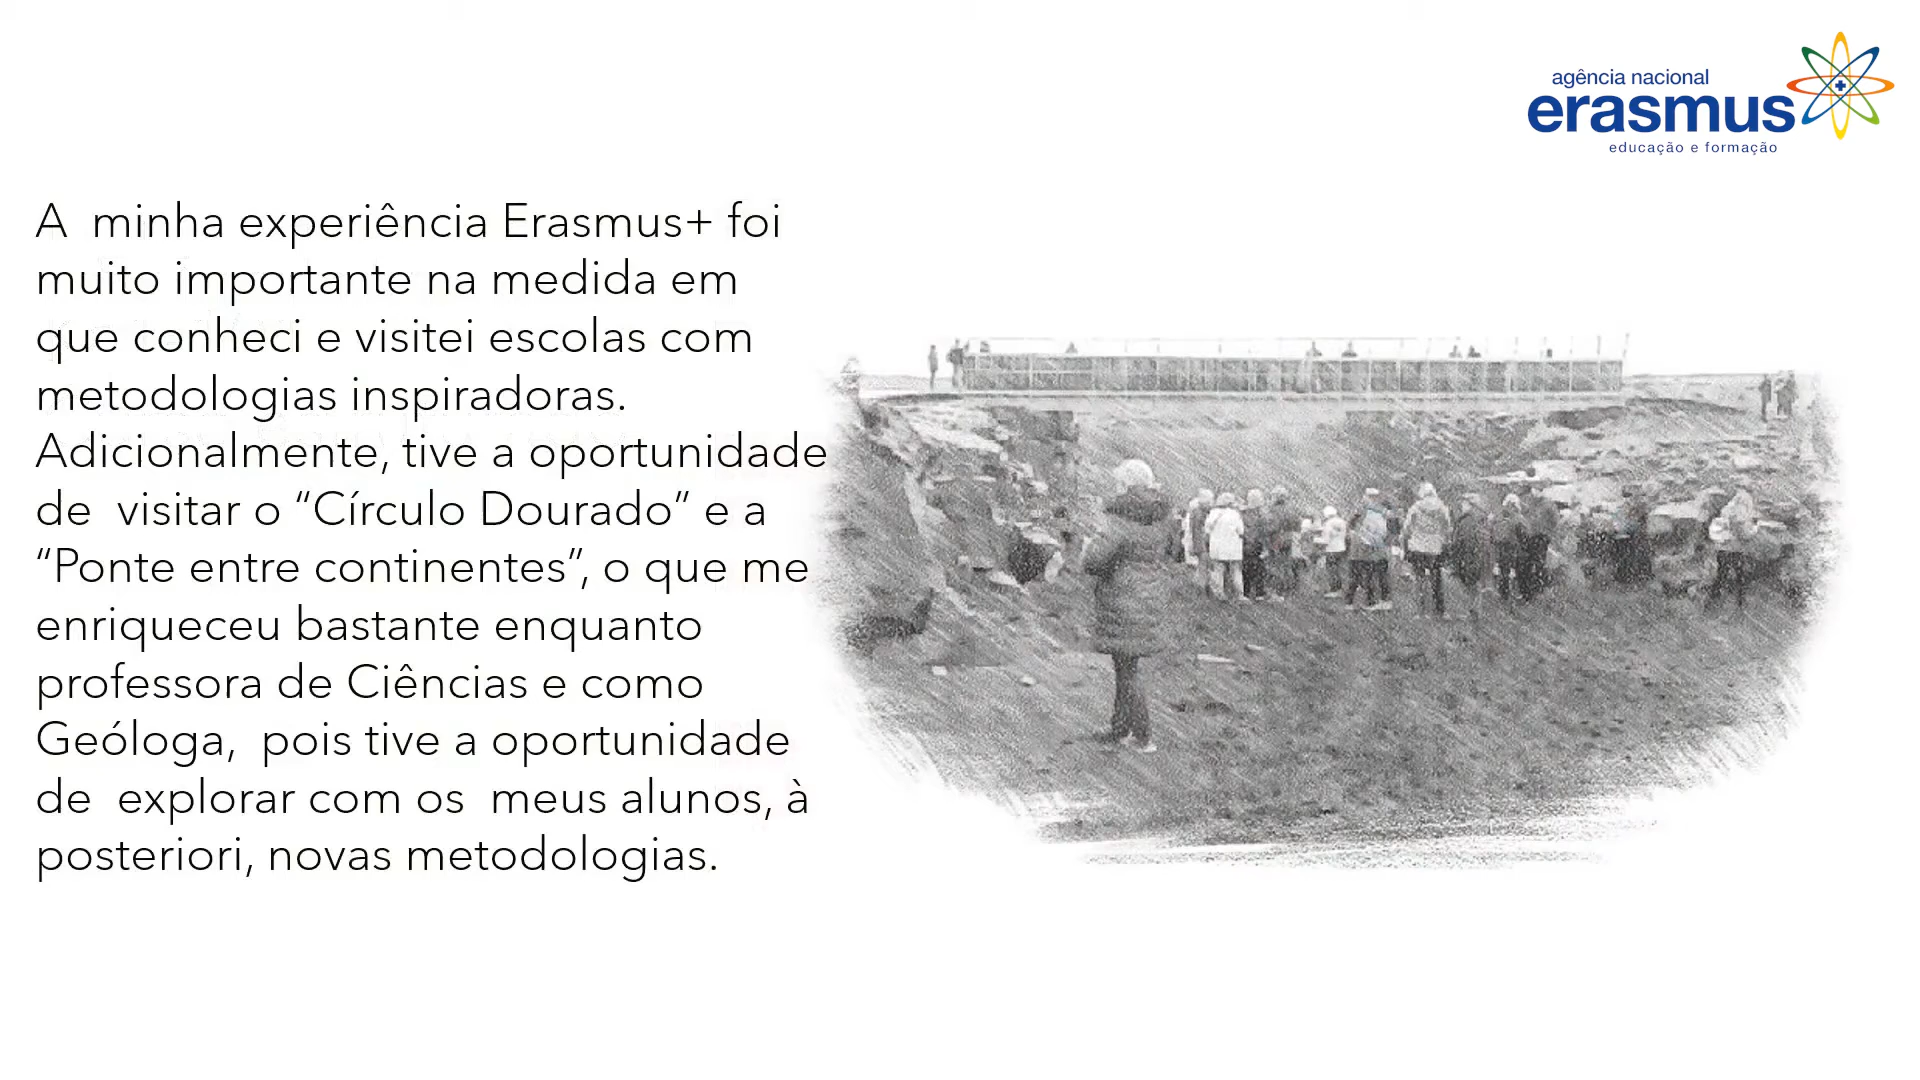 agência nacional
erasmus
educação e formação
A minha experiência Erasmus+ foi
muito importante na medida em
que conheci e visitei escolas com
metodologias inspiradoras.
Adicionalmente, tive a oportunidade
de visitar o “Círculo Dourado” e a
“Ponte entre continentes”, o que me
enriqueceu bastante enquanto
professora de Ciências e como
Geóloga, pois tive a oportunidade
de explorar com os meus alunos, à
posteriori, novas metodologias.